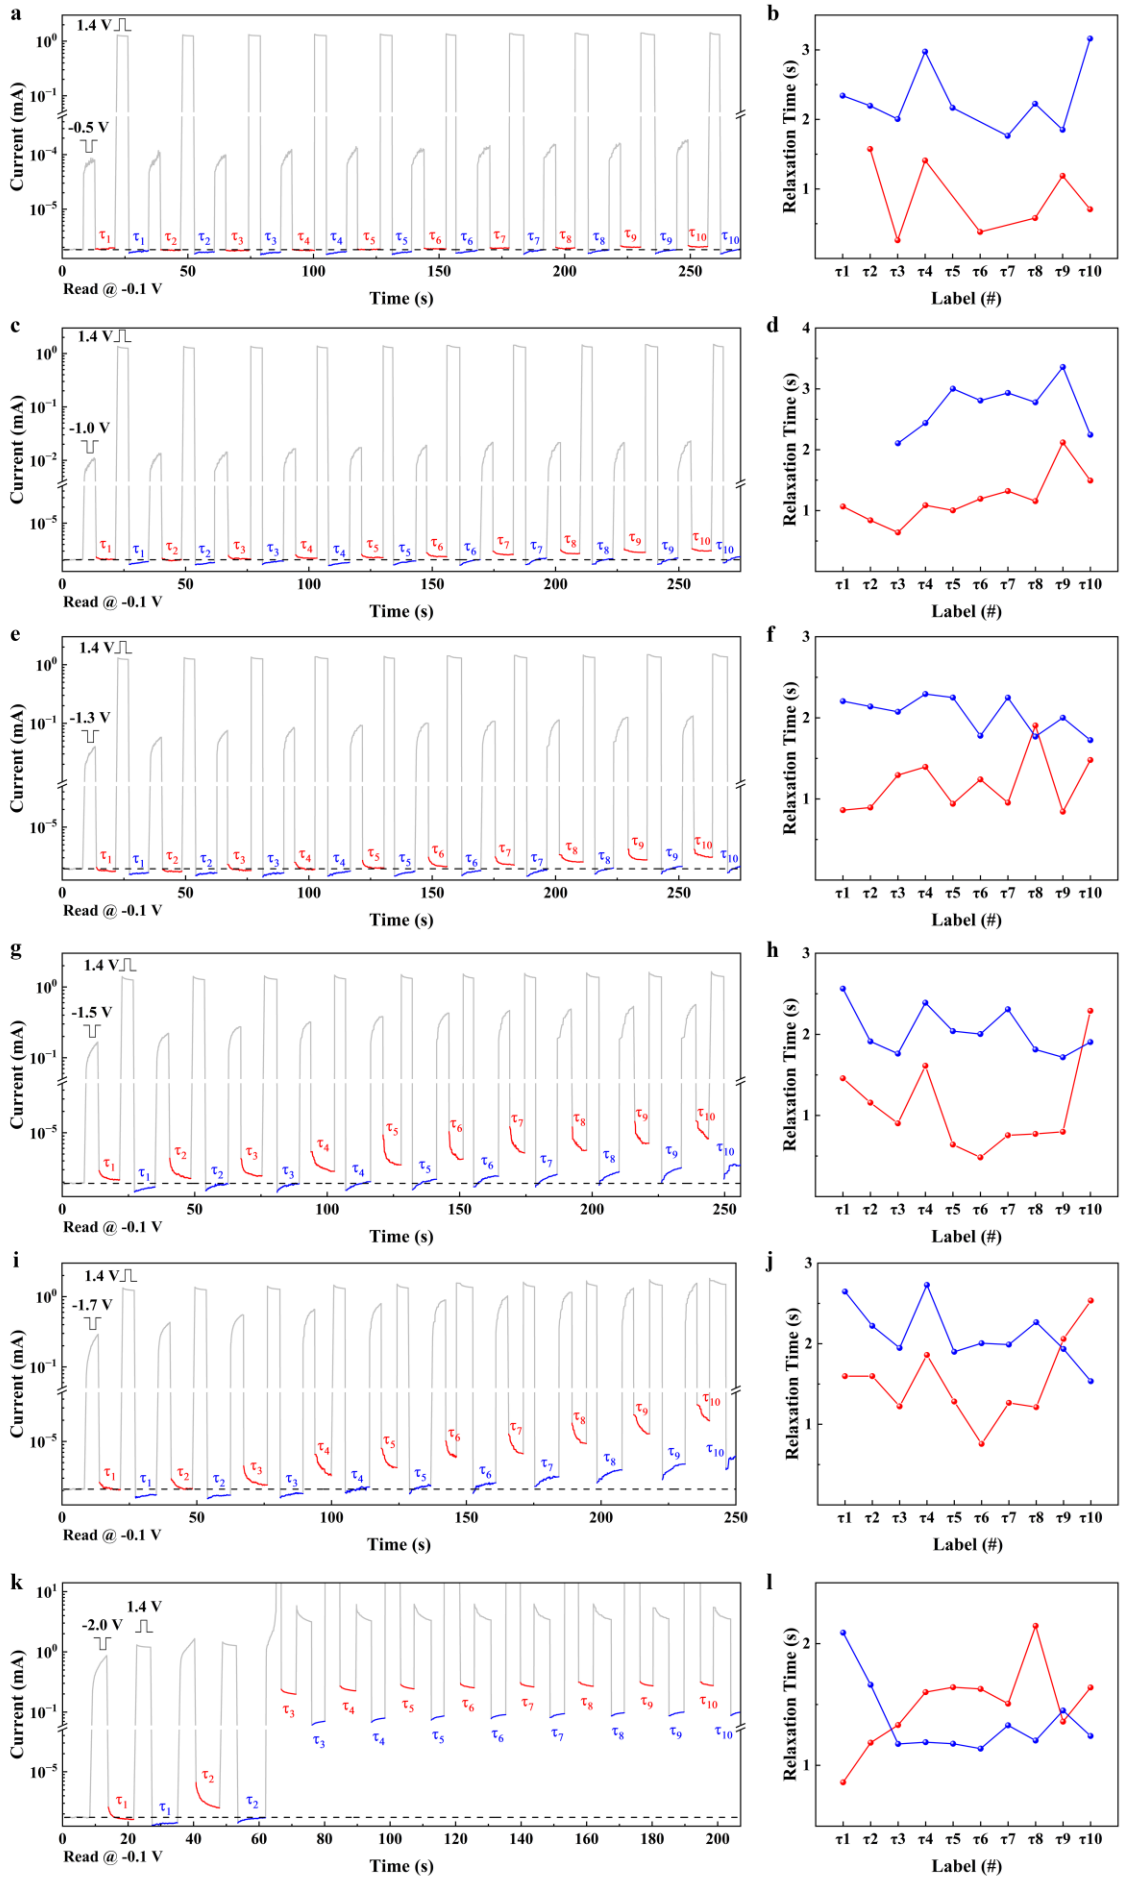 a
1.4 V
-0.5 V
Current (mA)
10⁰
10⁻¹
10⁻⁴
10⁻⁵
τ₁ τ₁ τ₂ τ₂ τ₃ τ₃ τ₄ τ₄ τ₅ τ₅ τ₆ τ₆ τ₇ τ₇ τ₈ τ₈ τ₉ τ₉ τ₁₀ τ₁₀
0 50 100 150 200 250
Read @ -0.1 V
Time (s)
b
Relaxation Time (s)
3
2
1
τ1 τ2 τ3 τ4 τ5 τ6 τ7 τ8 τ9 τ10
Label (#)
c
1.4 V
-1.0 V
Current (mA)
10⁰
10⁻¹
10⁻²
10⁻⁵
τ₁ τ₁ τ₂ τ₂ τ₃ τ₃ τ₄ τ₄ τ₅ τ₅ τ₆ τ₆ τ₇ τ₇ τ₈ τ₈ τ₉ τ₉ τ₁₀ τ₁₀
0 50 100 150 200 250
Read @ -0.1 V
Time (s)
d
Relaxation Time (s)
4
3
2
1
τ1 τ2 τ3 τ4 τ5 τ6 τ7 τ8 τ9 τ10
Label (#)
e
1.4 V
-1.3 V
Current (mA)
10⁰
10⁻¹
10⁻⁵
τ₁ τ₁ τ₂ τ₂ τ₃ τ₃ τ₄ τ₄ τ₅ τ₅ τ₆ τ₆ τ₇ τ₇ τ₈ τ₈ τ₉ τ₉ τ₁₀ τ₁₀
0 50 100 150 200 250
Read @ -0.1 V
Time (s)
f
Relaxation Time (s)
3
2
1
τ1 τ2 τ3 τ4 τ5 τ6 τ7 τ8 τ9 τ10
Label (#)
g
1.4 V
-1.5 V
Current (mA)
10⁰
10⁻¹
10⁻⁵
τ₁ τ₁ τ₂ τ₂ τ₃ τ₃ τ₄ τ₄ τ₅ τ₅ τ₆ τ₆ τ₇ τ₇ τ₈ τ₈ τ₉ τ₉ τ₁₀ τ₁₀
0 50 100 150 200 250
Read @ -0.1 V
Time (s)
h
Relaxation Time (s)
3
2
1
τ1 τ2 τ3 τ4 τ5 τ6 τ7 τ8 τ9 τ10
Label (#)
i
1.4 V
-1.7 V
Current (mA)
10⁰
10⁻¹
10⁻⁵
τ₁ τ₁ τ₂ τ₂ τ₃ τ₃ τ₄ τ₄ τ₅ τ₅ τ₆ τ₆ τ₇ τ₇ τ₈ τ₈ τ₉ τ₉ τ₁₀ τ₁₀
0 50 100 150 200 250
Read @ -0.1 V
Time (s)
j
Relaxation Time (s)
3
2
1
τ1 τ2 τ3 τ4 τ5 τ6 τ7 τ8 τ9 τ10
Label (#)
k
-2.0 V
1.4 V
Current (mA)
10¹
10⁰
10⁻¹
10⁻⁵
τ₁ τ₁ τ₂ τ₂ τ₃ τ₃ τ₄ τ₄ τ₅ τ₅ τ₆ τ₆ τ₇ τ₇ τ₈ τ₈ τ₉ τ₉ τ₁₀ τ₁₀
0 20 40 60 80 100 120 140 160 180 200
Read @ -0.1 V
Time (s)
l
Relaxation Time (s)
2
1
τ1 τ2 τ3 τ4 τ5 τ6 τ7 τ8 τ9 τ10
Label (#)